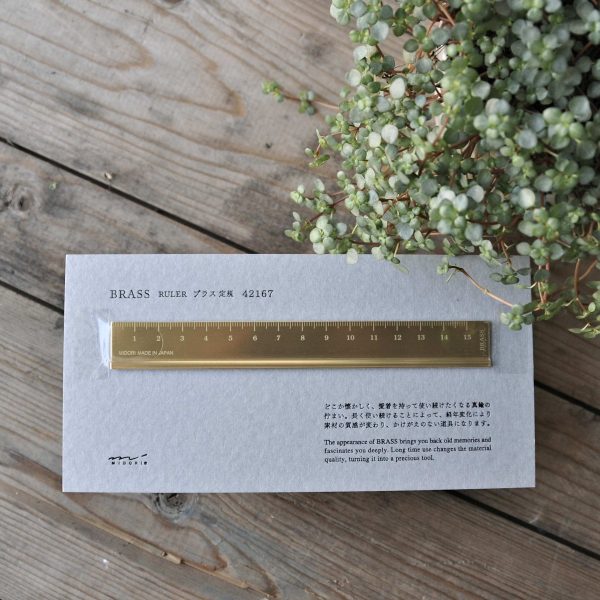 BRASS RULER ブラス定規 42167
1 2 3 4 5 6 7 8 9 10 11 12 13 14 15
BRASS
MIDORI MADE IN JAPAN
どこか懐かしく、愛着を持って使い続けたくなる真鍮の
佇まい。長く使い続けることによって、経年変化により
素材の質感が変わり、かけがえのない道具になります。
The appearance of BRASS brings you back old memories and
fascinates you deeply. Long time use changes the material
quality, turning it into a precious tool.
MIDORI